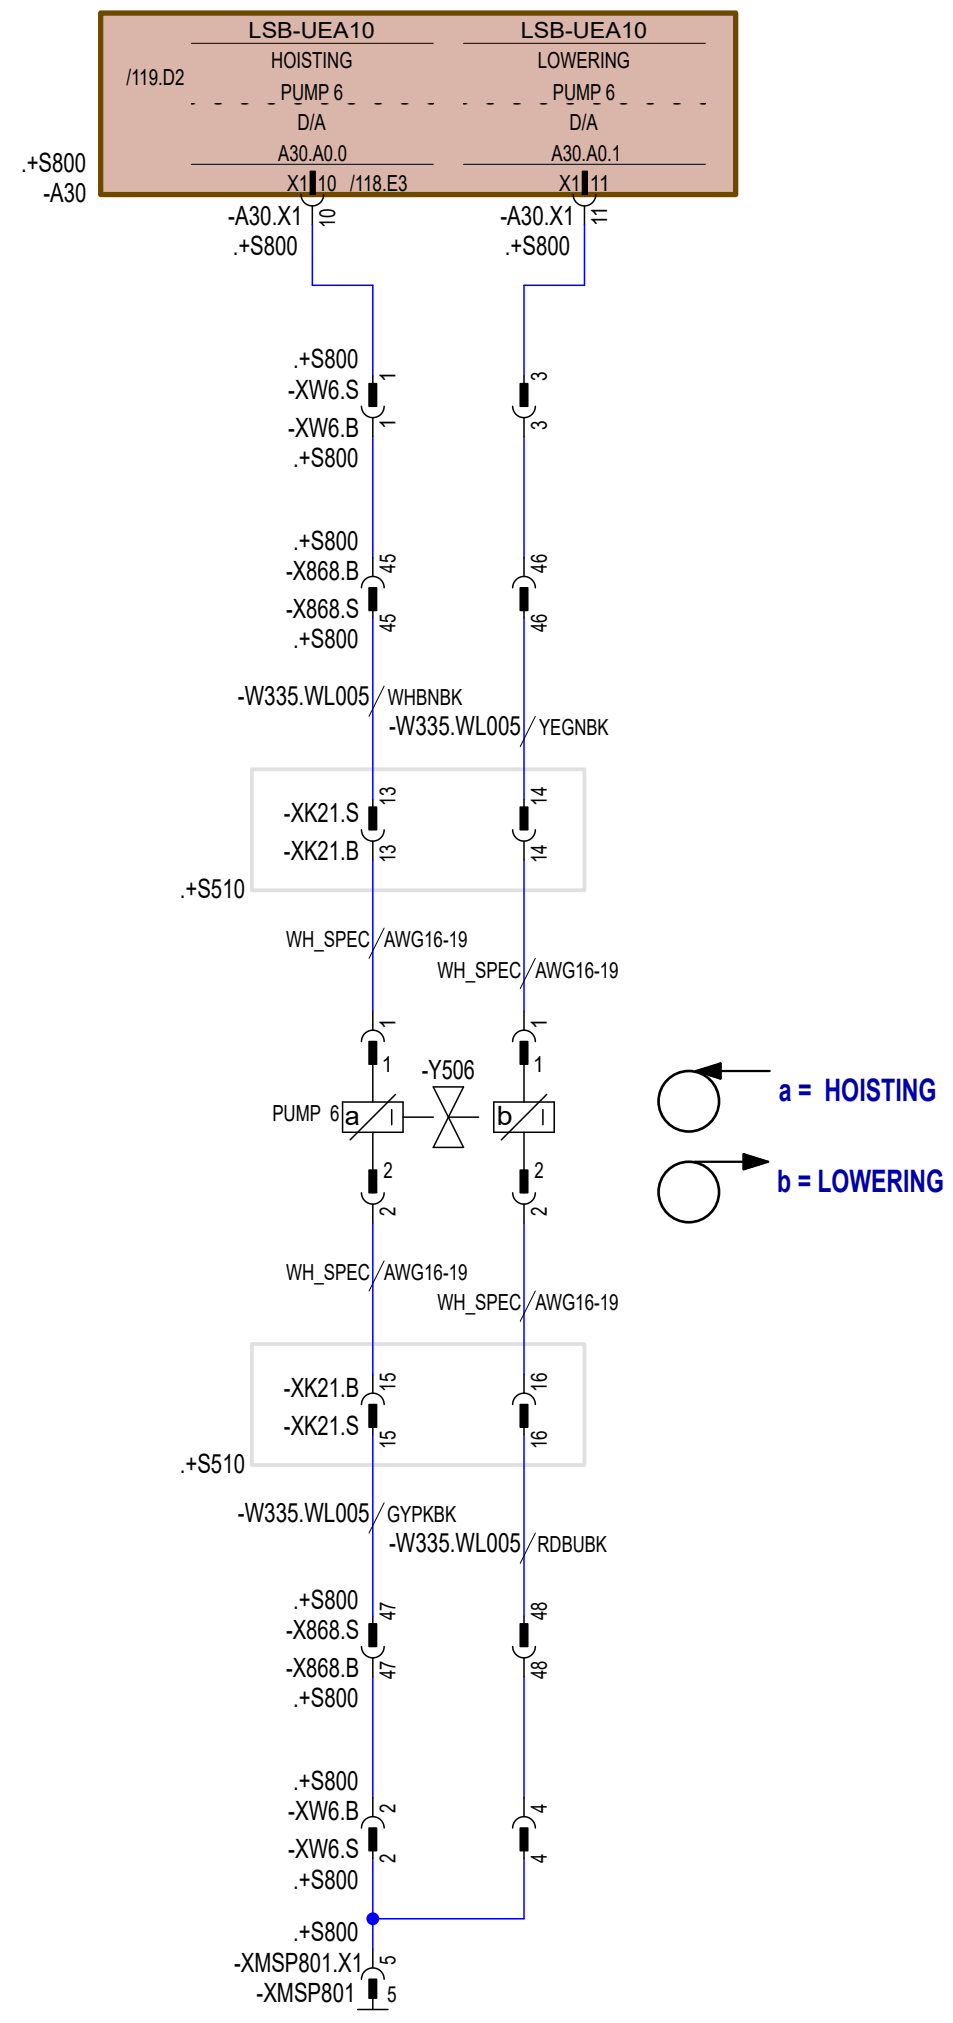 LSB-UEA10 LSB-UEA10
HOISTING LOWERING
/119.D2
PUMP 6 PUMP 6
D/A D/A
A30.A0.0 A30.A0.1
.+S800
-A30
X1 10 /118.E3 X1 11
-A30.X1 10 -A30.X1 11
.+S800 .+S800
.+S800
-XW6.S 1 3
-XW6.B 1 3
.+S800
.+S800
-X868.B 45 46
-X868.S 45 46
.+S800
-W335.WL005 WHBNBK
-W335.WL005 YEGNBK
-XK21.S 13 14
-XK21.B 13 14
.+S510
WH_SPEC AWG16-19
WH_SPEC AWG16-19
1 1
1 1
-Y506
PUMP 6 a I b I
a = HOISTING
2 2
b = LOWERING
2 2
WH_SPEC AWG16-19
WH_SPEC AWG16-19
-XK21.B 15 16
-XK21.S 15 16
.+S510
-W335.WL005 GYPKBK
-W335.WL005 RDBUBK
.+S800
-X868.S 47 48
-X868.B 47 48
.+S800
.+S800
-XW6.B 2 4
-XW6.S 2 4
.+S800
.+S800
-XMSP801.X1 5
-XMSP801 5